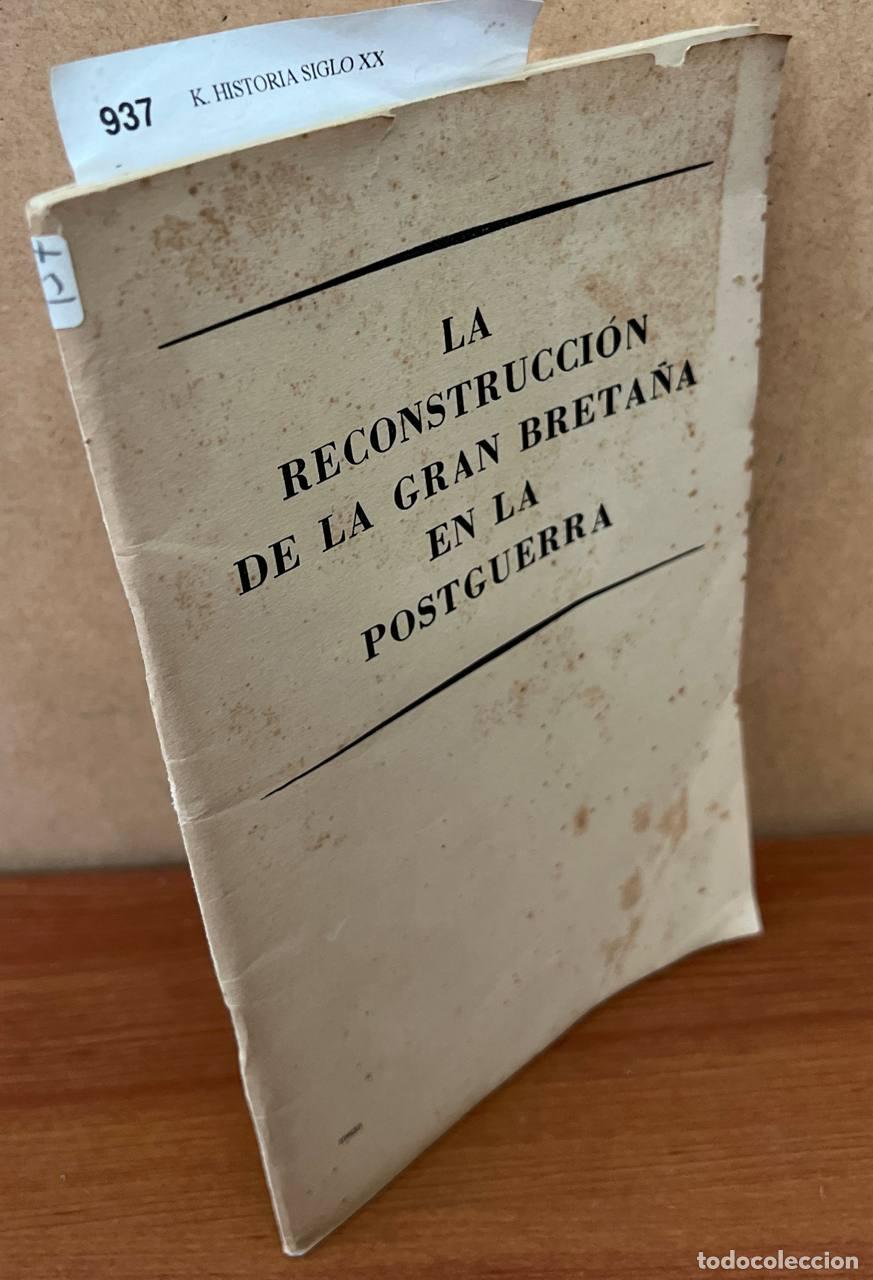 937 K. HISTORIA SIGLO XX
LA
RECONSTRUCCIÓN
DE LA GRAN BRETAÑA
EN LA
POSTGUERRA
todocoleccion